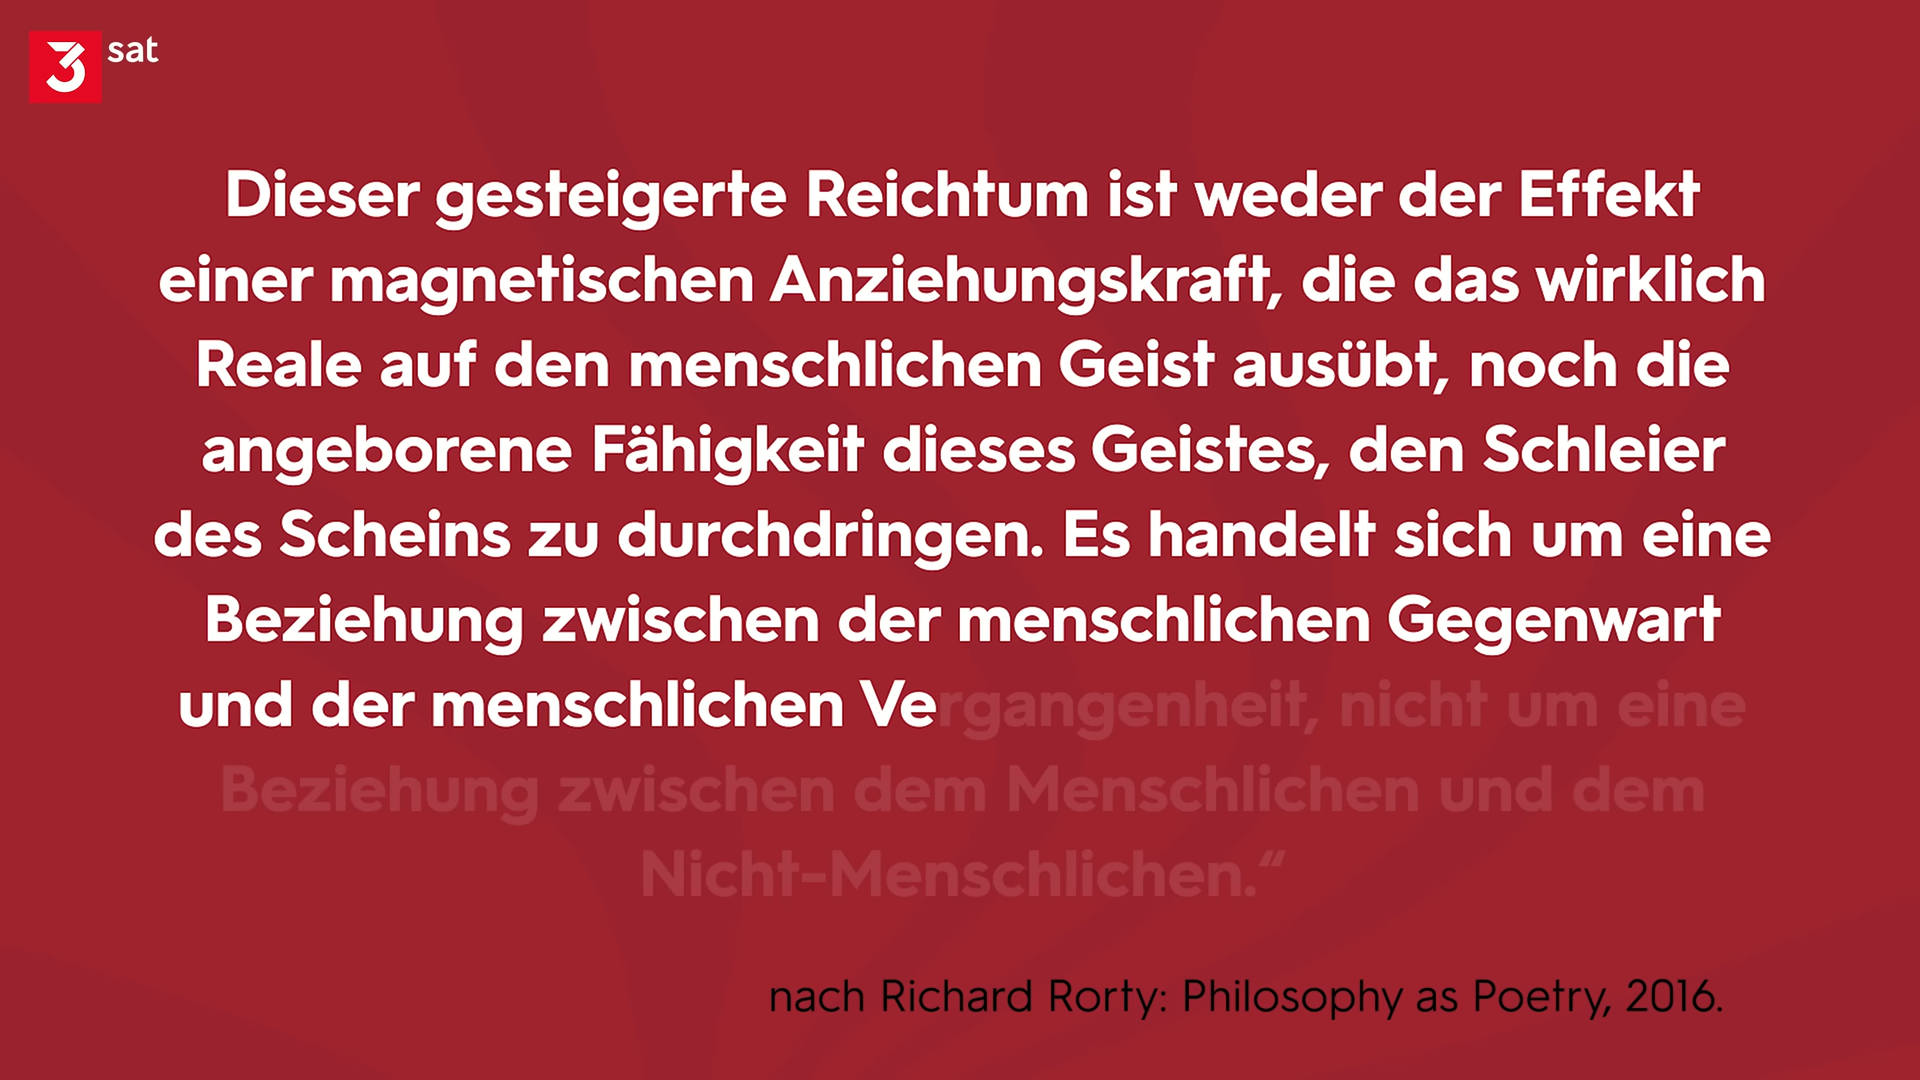 3sat
Dieser gesteigerte Reichtum ist weder der Effekt
einer magnetischen Anziehungskraft, die das wirklich
Reale auf den menschlichen Geist ausübt, noch die
angeborene Fähigkeit dieses Geistes, den Schleier
des Scheins zu durchdringen. Es handelt sich um eine
Beziehung zwischen der menschlichen Gegenwart
und der menschlichen Vergangenheit, nicht um eine
Beziehung zwischen dem Menschlichen und dem
Nicht-Menschlichen.“
nach Richard Rorty: Philosophy as Poetry, 2016.